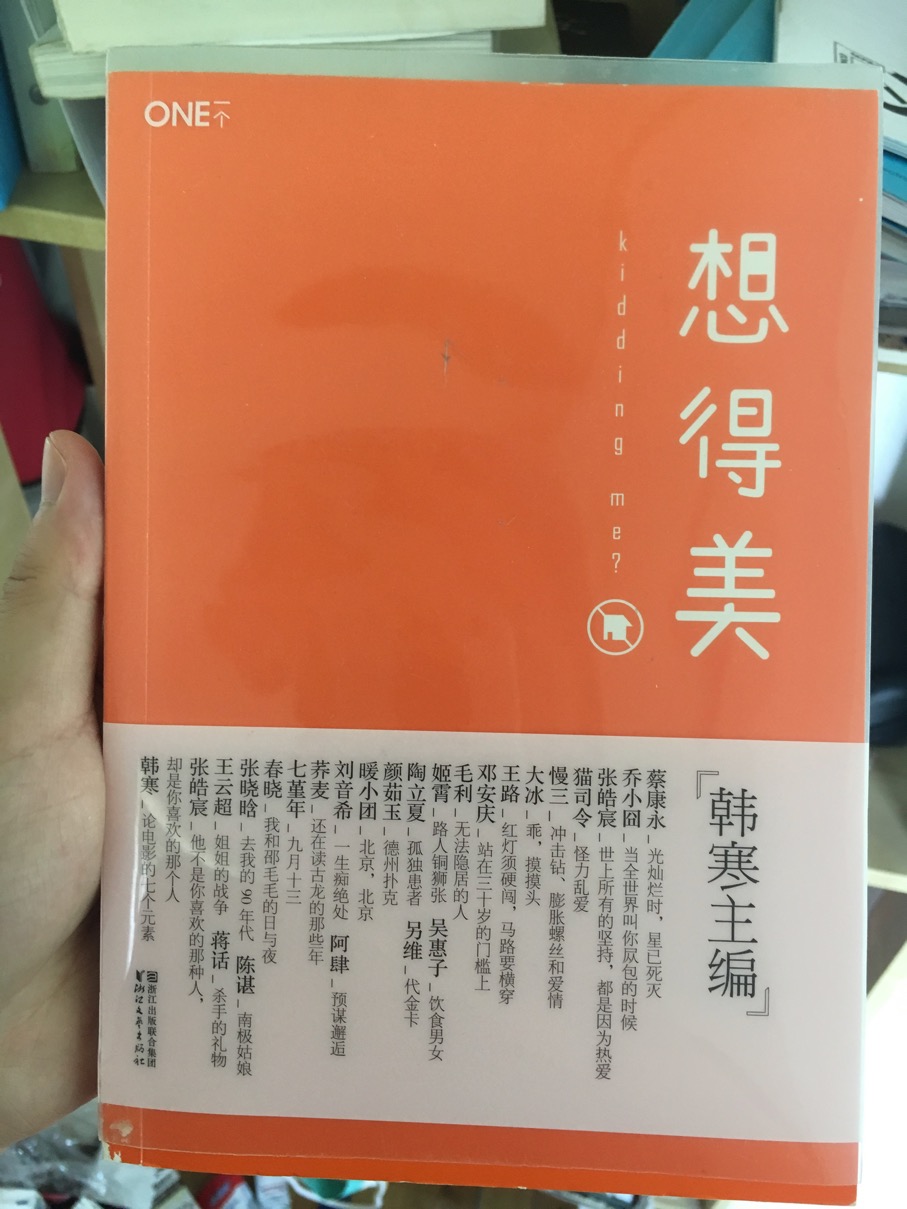 ONE一个
想得美
kidding me?
『韩寒主编』
蔡康永 – 光灿烂时，星已死灭
乔小囧 – 当全世界叫你㞞包的时候
张皓宸 – 世上所有的坚持，都是因为热爱
猫司令 – 怪力乱爱
慢三 – 冲击钻、膨胀螺丝和爱情
大冰 – 乖，摸摸头
王路 – 红灯须硬闯，马路要横穿
邓安庆 – 站在三十岁的门槛上
毛利 – 无法隐居的人
姬霄 – 路人铜狮张 吴惠子 – 饮食男女
陶立夏 – 孤独患者 另维 – 代金卡
颜茹玉 – 德州扑克
暖小团 – 北京，北京
刘音希 – 一生痴绝处 阿肆 – 预谋邂逅
荞麦 – 还在读古龙的那些年
七堇年 – 九月十三
春晓 – 我和邵毛毛的日与夜
张晓晗 – 去我的90年代 陈谌 – 南极姑娘
王云超 – 姐姐的战争 蒋话 – 杀手的礼物
张皓宸 – 他不是你喜欢的那种人，
却是你喜欢的那个人
韩寒 – 论电影的七个元素
浙江出版联合集团
浙江文艺出版社